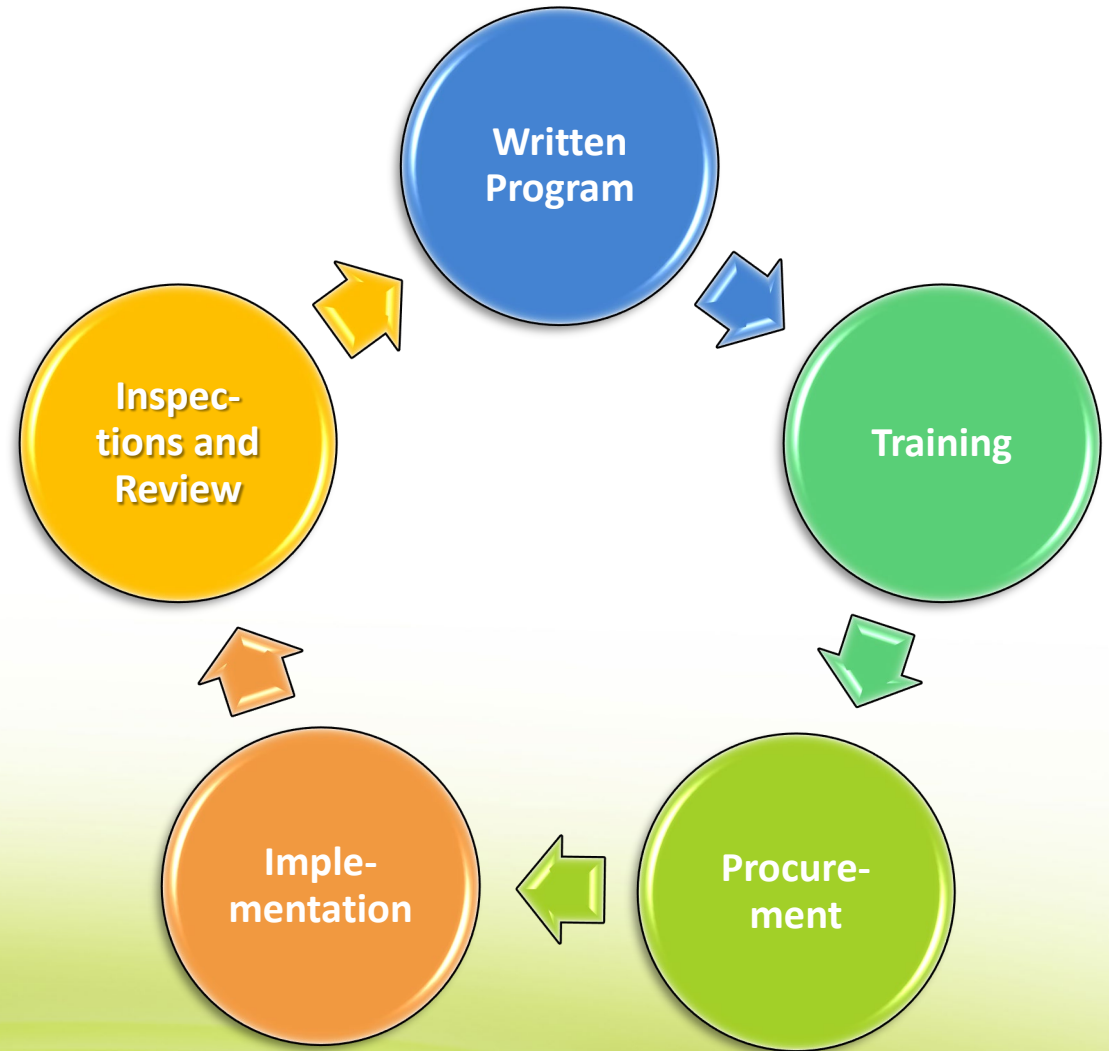 Written
Program
Training
Procure-
ment
Imple-
mentation
Inspec-
tions and
Review